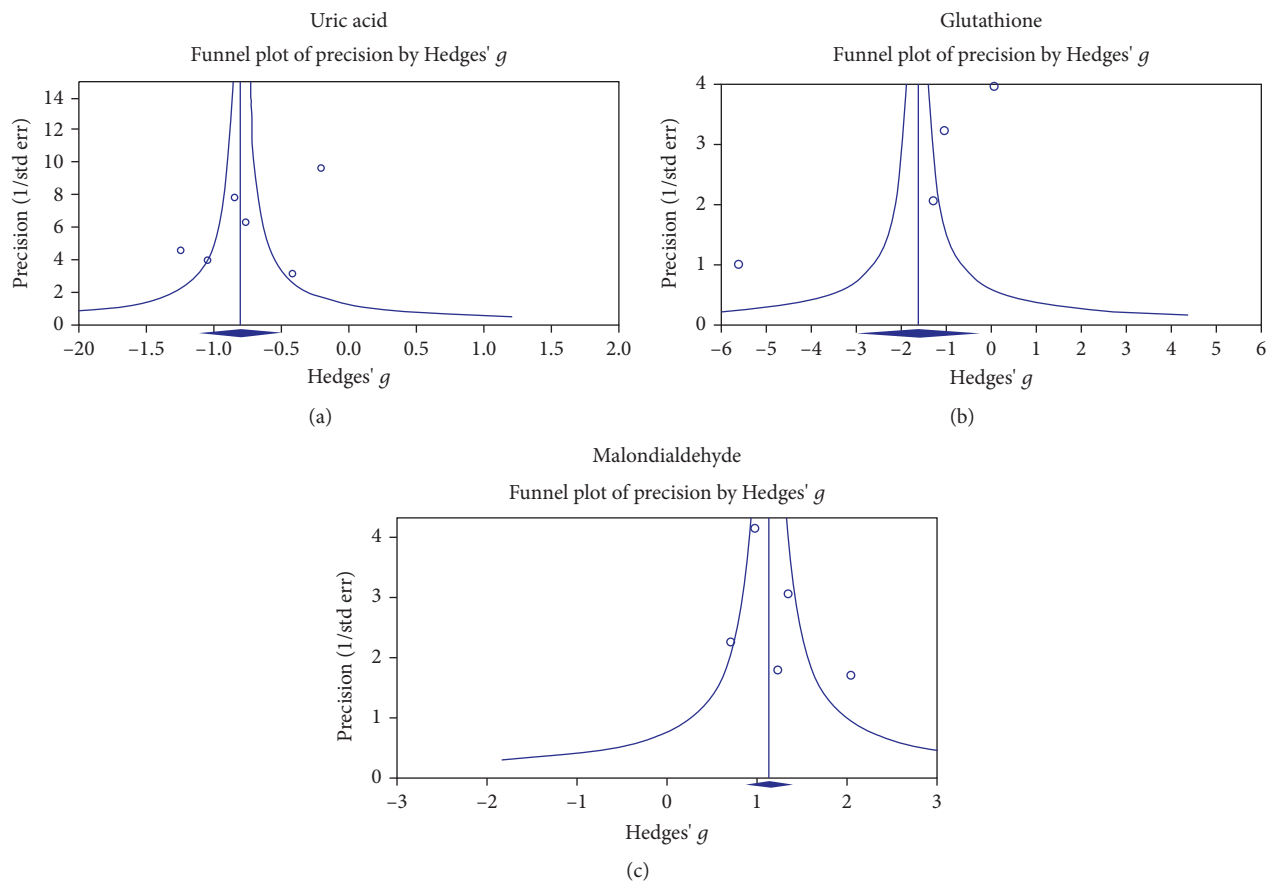 Uric acid
Funnel plot of precision by Hedges' g
Precision (1/std err)
14
12
10
8
6
4
2
0
–20 –1.5 –1.0 –0.5 0.0 0.5 1.0 1.5 2.0
Hedges' g
(a)
Glutathione
Funnel plot of precision by Hedges' g
Precision (1/std err)
4
3
2
1
0
–6 –5 –4 –3 –2 –1 0 1 2 3 4 5 6
Hedges' g
(b)
Malondialdehyde
Funnel plot of precision by Hedges' g
Precision (1/std err)
4
3
2
1
0
–3 –2 –1 0 1 2 3
Hedges' g
(c)